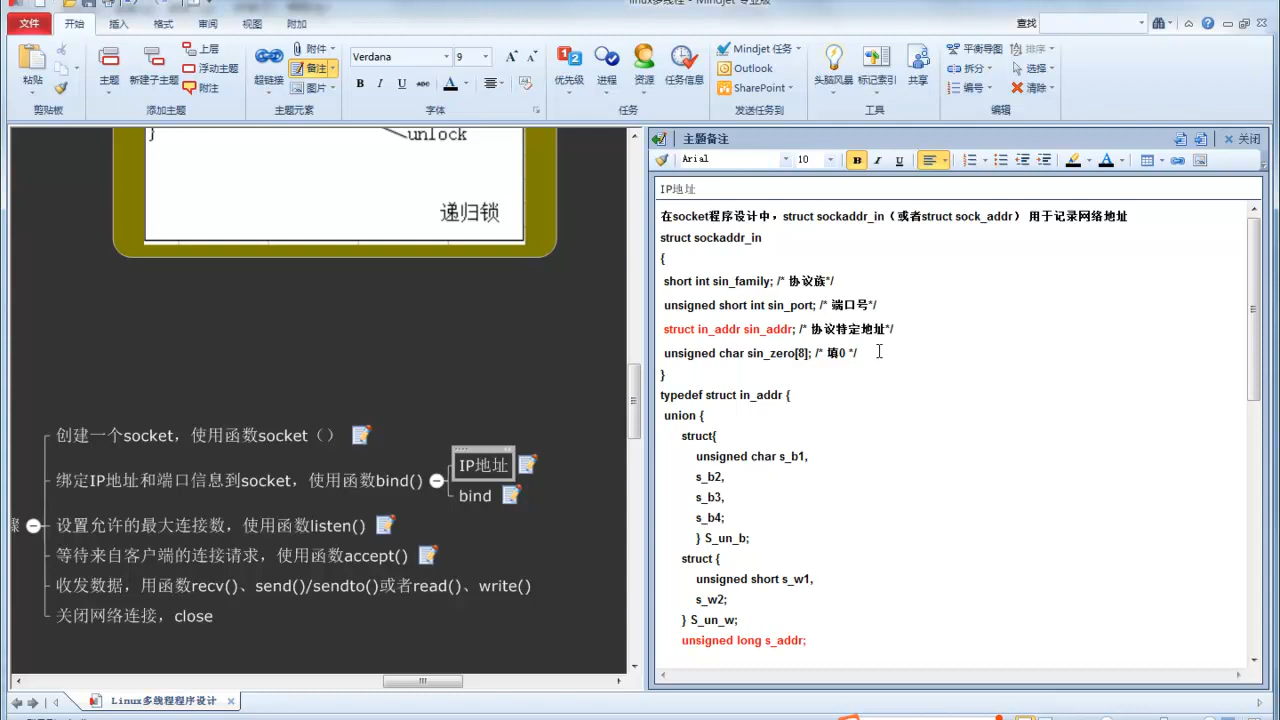 linux多线程 - Mindjet 专业版
文件 开始 插入 格式 审阅 视图 附加 查找
粘贴 主题 新建子主题 上层 浮动主题 附注 超链接 附件 备注 图片
Verdana 9
B I U abc A
优先级 进程 资源 任务信息 Mindjet 任务 Outlook SharePoint 头脑风暴 标记索引 共享 平衡导图 排序 拆分 选择 编号 清除
剪贴板 添加主题 主题元素 字体 任务 发送任务到 工具 编辑
}
unlock
递归锁
骤
创建一个socket，使用函数socket（）
绑定IP地址和端口信息到socket，使用函数bind()
IP地址
bind
设置允许的最大连接数，使用函数listen()
等待来自客户端的连接请求，使用函数accept()
收发数据，用函数recv()、send()/sendto()或者read()、write()
关闭网络连接，close
主题备注 关闭
Arial 10 B I U A
IP地址
在socket程序设计中，struct sockaddr_in（或者struct sock_addr） 用于记录网络地址
struct sockaddr_in
{
short int sin_family; /* 协议族*/
unsigned short int sin_port; /* 端口号*/
struct in_addr sin_addr; /* 协议特定地址*/
unsigned char sin_zero[8]; /* 填0 */
}
typedef struct in_addr {
union {
struct{
unsigned char s_b1,
s_b2,
s_b3,
s_b4;
} S_un_b;
struct {
unsigned short s_w1,
s_w2;
} S_un_w;
unsigned long s_addr;
Linux多线程程序设计